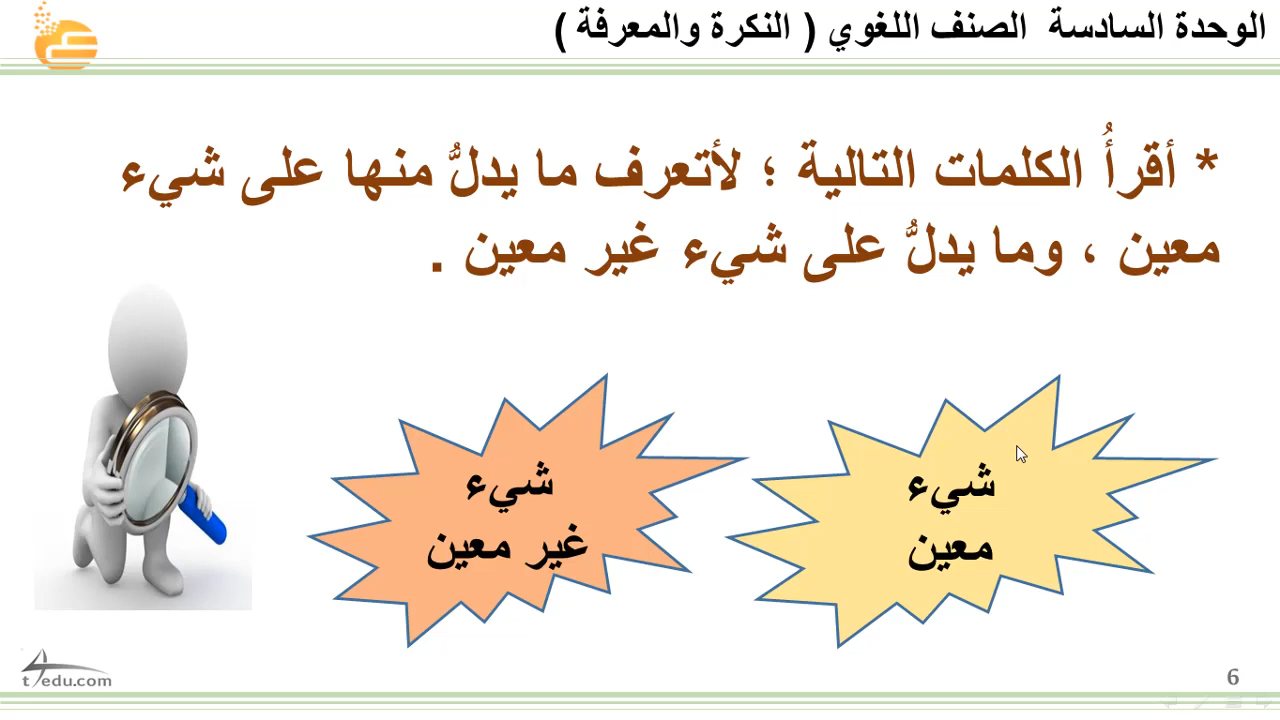 الوحدة السادسة الصنف اللغوي ( النكرة والمعرفة )
* أقرأُ الكلمات التالية ؛ لأتعرف ما يدلُّ منها على شيء
معين ، وما يدلُّ على شيء غير معين .
شيء
معين
شيء
غير معين
t4edu.com
6